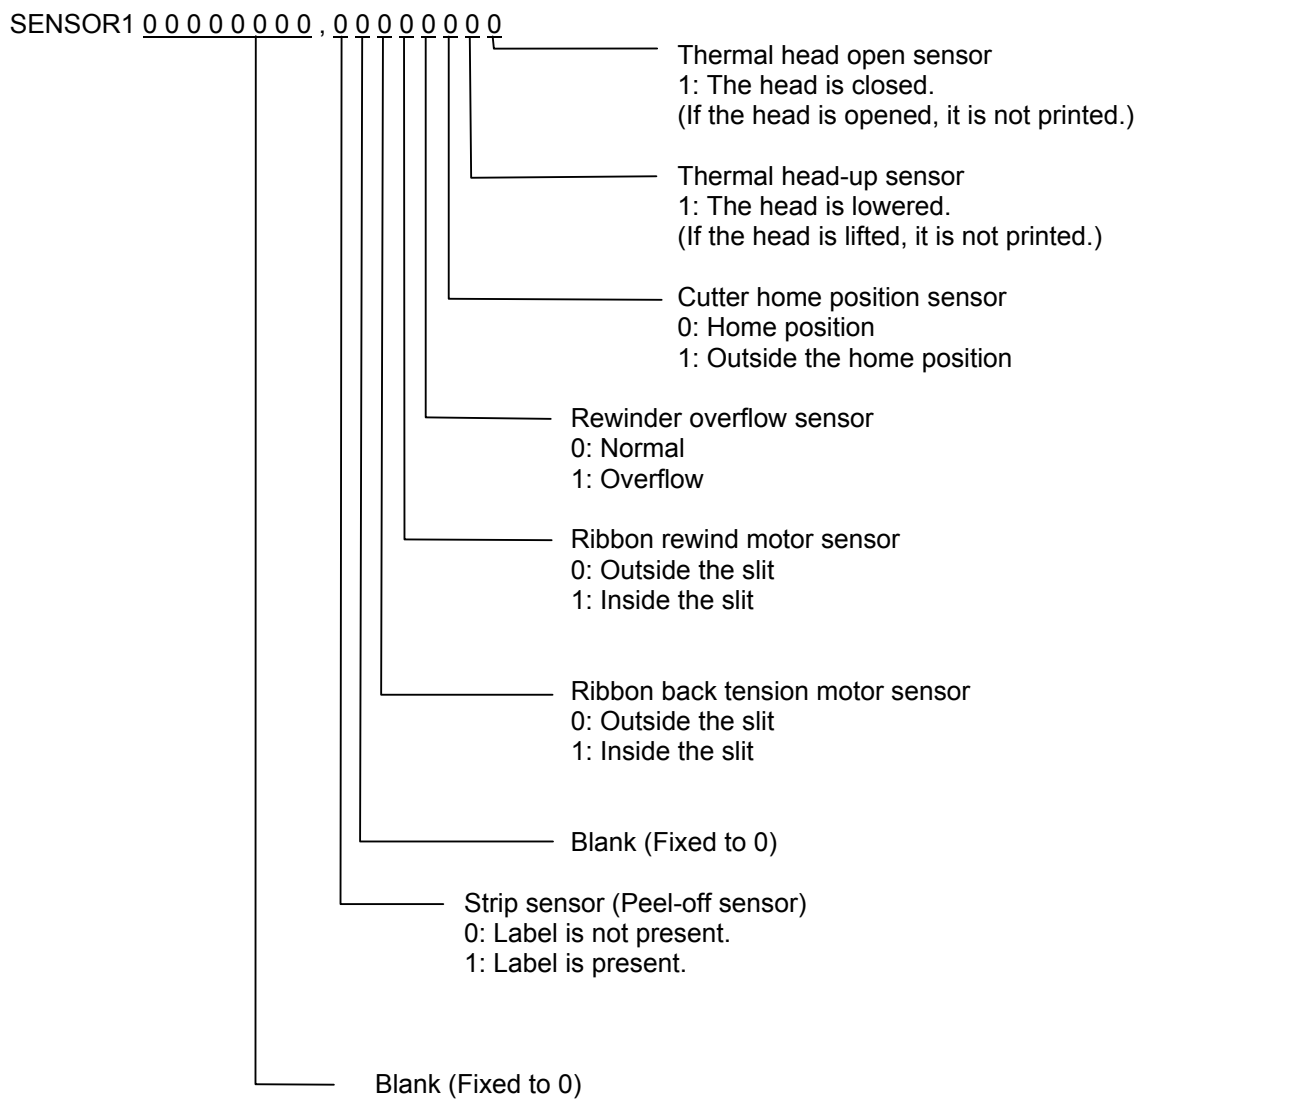 SENSOR1 0 0 0 0 0 0 0 0 , 0 0 0 0 0 0 0 0
Thermal head open sensor
1: The head is closed.
(If the head is opened, it is not printed.)
Thermal head-up sensor
1: The head is lowered.
(If the head is lifted, it is not printed.)
Cutter home position sensor
0: Home position
1: Outside the home position
Rewinder overflow sensor
0: Normal
1: Overflow
Ribbon rewind motor sensor
0: Outside the slit
1: Inside the slit
Ribbon back tension motor sensor
0: Outside the slit
1: Inside the slit
Blank (Fixed to 0)
Strip sensor (Peel-off sensor)
0: Label is not present.
1: Label is present.
Blank (Fixed to 0)